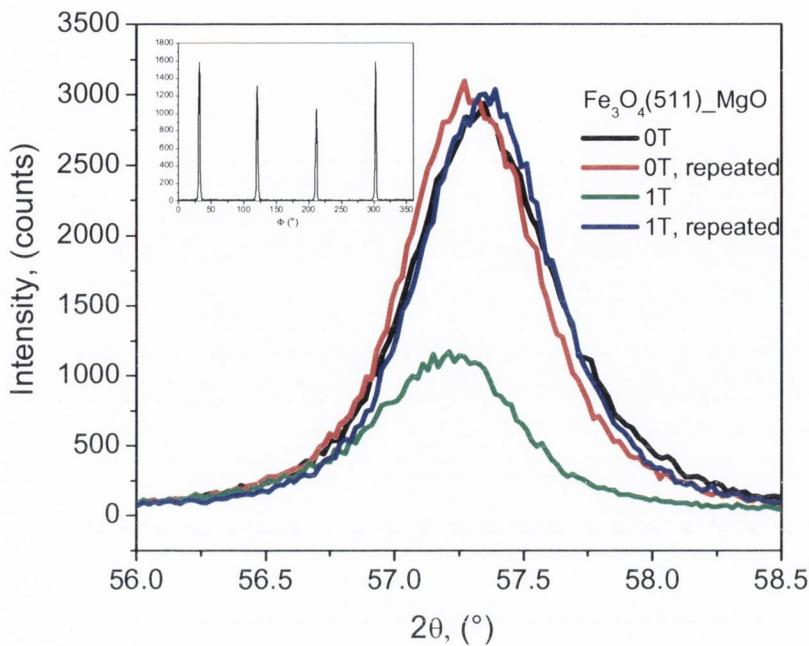 3500
3000
2500
2000
1500
1000
500
0
Intensity, (counts)
56.0 56.5 57.0 57.5 58.0 58.5
2θ, (°)
1800
1600
1400
1200
1000
800
600
400
200
0
0 50 100 150 200 250 300 350
Φ (°)
Fe₃O₄(511)_MgO
0T
0T, repeated
1T
1T, repeated